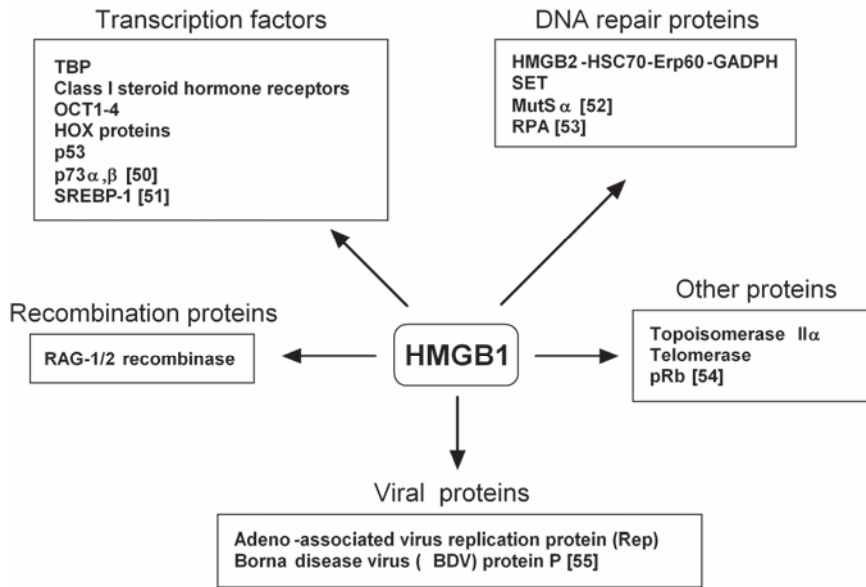 Transcription factors
TBP
Class I steroid hormone receptors
OCT1-4
HOX proteins
p53
p73α,β [50]
SREBP-1 [51]
DNA repair proteins
HMGB2 -HSC70-Erp60 -GADPH
SET
MutS α [52]
RPA [53]
Recombination proteins
RAG-1/2 recombinase
HMGB1
Other proteins
Topoisomerase IIα
Telomerase
pRb [54]
Viral proteins
Adeno -associated virus replication protein (Rep)
Borna disease virus ( BDV) protein P [55]